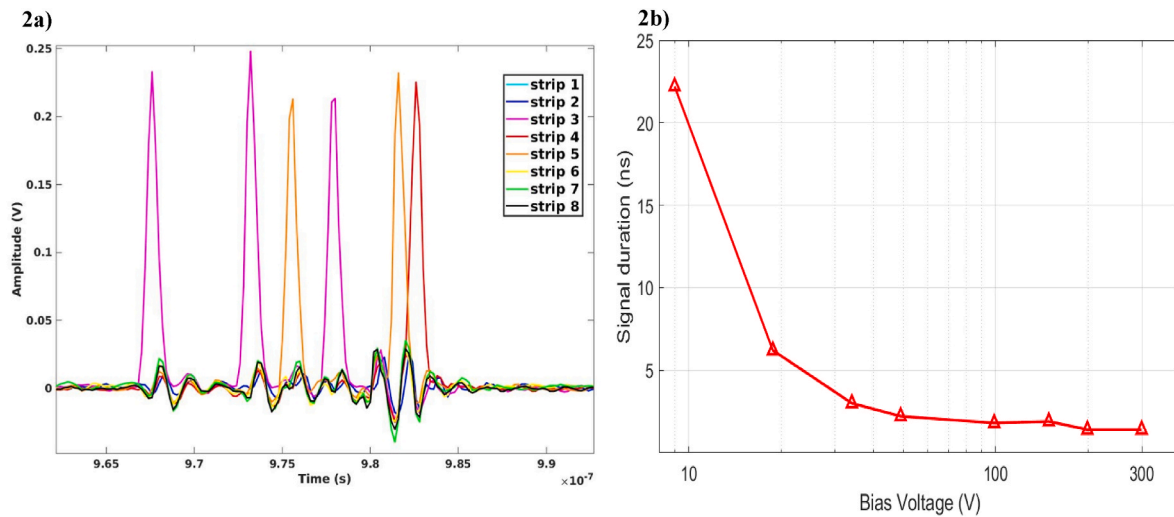 2a)
0.25
0.2
0.15
0.1
0.05
0
Amplitude (V)
strip 1
strip 2
strip 3
strip 4
strip 5
strip 6
strip 7
strip 8
9.65 9.7 9.75 9.8 9.85 9.9
Time (s)
×10⁻⁷
2b)
25
20
15
10
5
Signal duration (ns)
10 100 300
Bias Voltage (V)